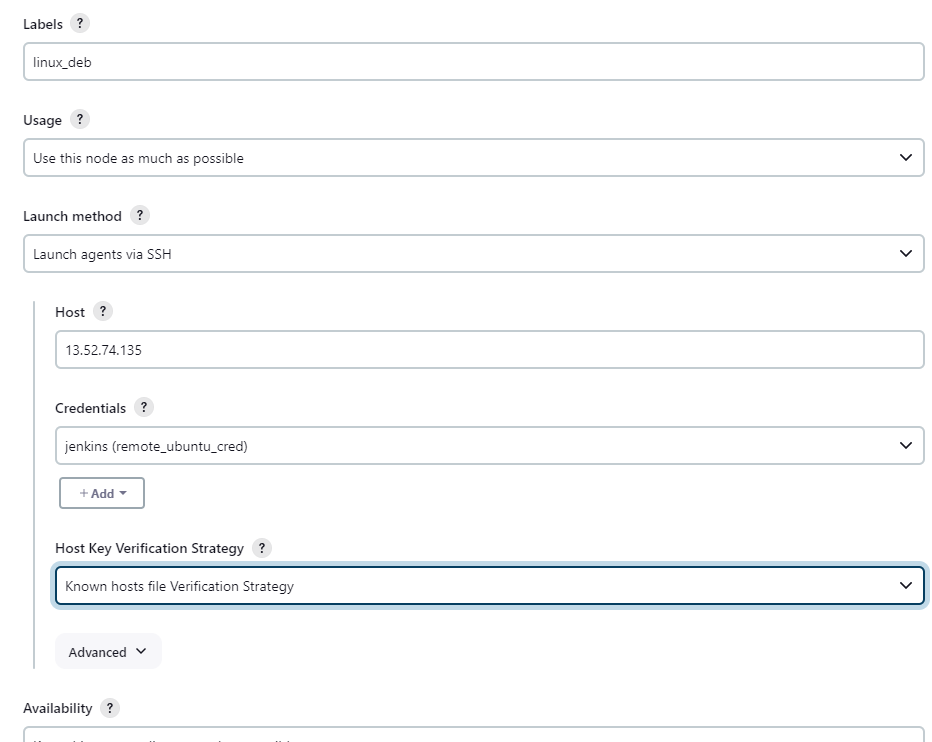 Labels ?
linux_deb
Usage ?
Use this node as much as possible
Launch method ?
Launch agents via SSH
Host ?
13.52.74.135
Credentials ?
jenkins (remote_ubuntu_cred)
+ Add
Host Key Verification Strategy ?
Known hosts file Verification Strategy
Advanced
Availability ?